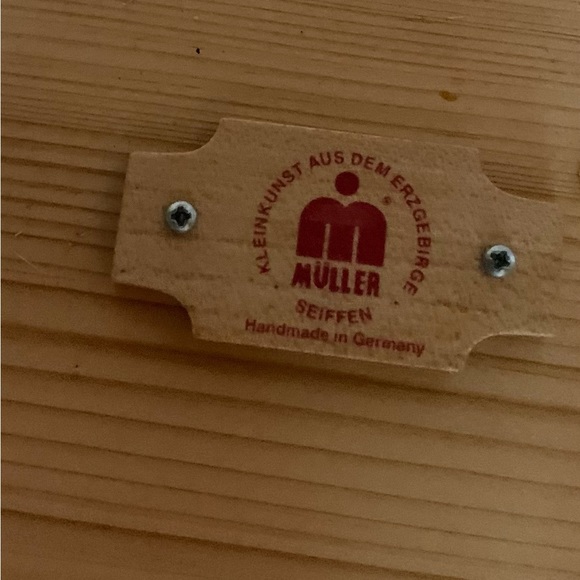 KLEINKUNST AUS DEM ERZGEBIRGE
m®
MÜLLER
SEIFFEN
Handmade in Germany